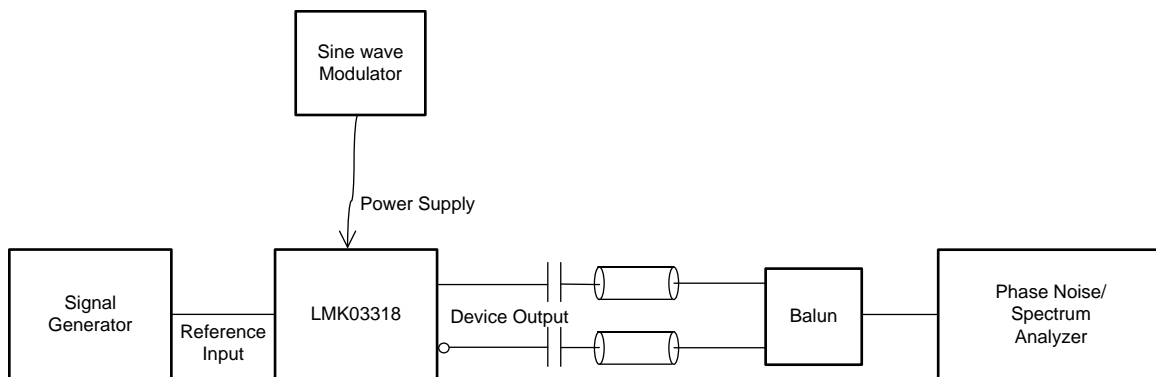 Sine wave
Modulator
Power Supply
Signal
Generator
Reference
Input
LMK03318
Device Output
Balun
Phase Noise/
Spectrum
Analyzer